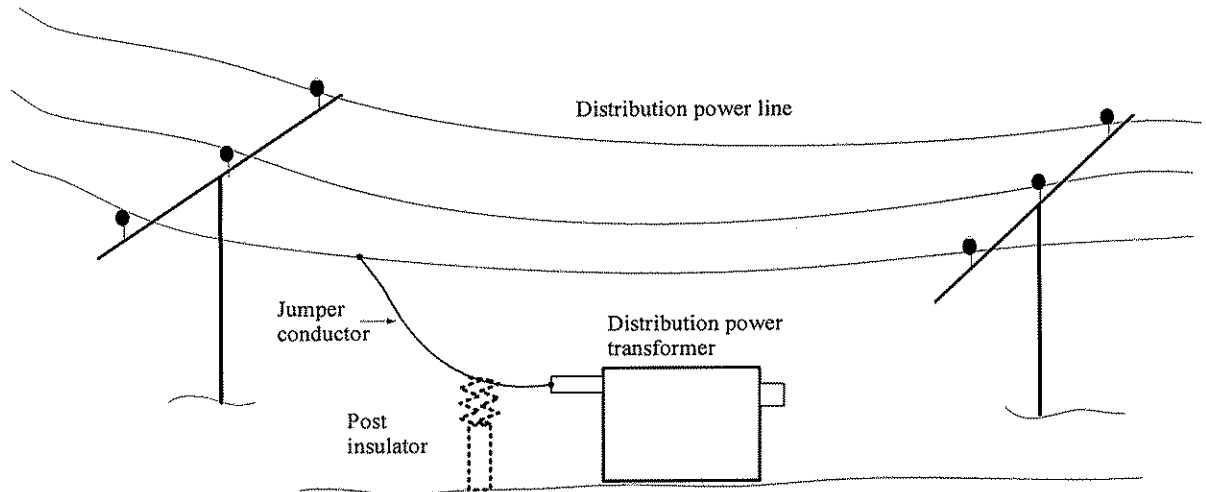 Distribution power line
Jumper
conductor
Distribution power
transformer
Post
insulator